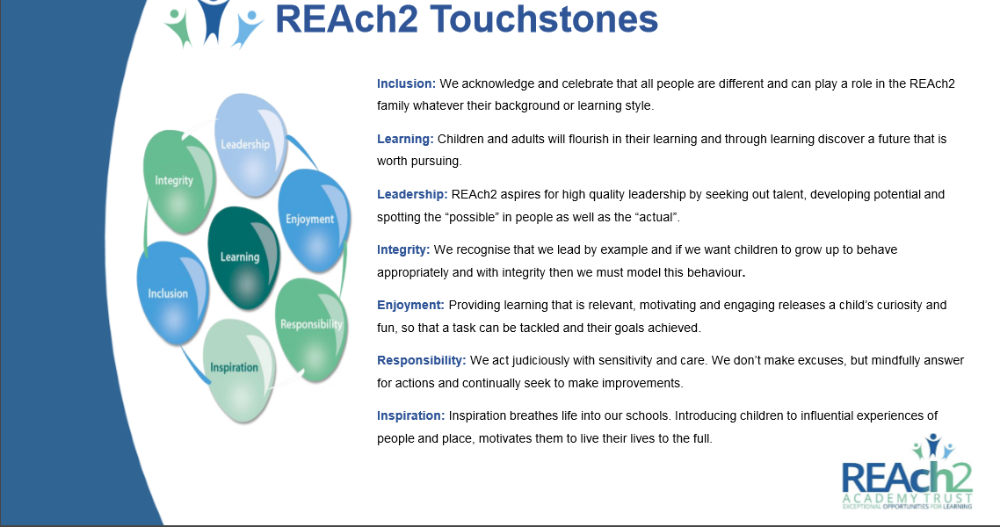 REAch2 Touchstones
Inclusion: We acknowledge and celebrate that all people are different and can play a role in the REAch2
family whatever their background or learning style.
Learning: Children and adults will flourish in their learning and through learning discover a future that is
worth pursuing.
Leadership: REAch2 aspires for high quality leadership by seeking out talent, developing potential and
spotting the “possible” in people as well as the “actual”.
Integrity: We recognise that we lead by example and if we want children to grow up to behave
appropriately and with integrity then we must model this behaviour.
Enjoyment: Providing learning that is relevant, motivating and engaging releases a child’s curiosity and
fun, so that a task can be tackled and their goals achieved.
Responsibility: We act judiciously with sensitivity and care. We don’t make excuses, but mindfully answer
for actions and continually seek to make improvements.
Inspiration: Inspiration breathes life into our schools. Introducing children to influential experiences of
people and place, motivates them to live their lives to the full.
Leadership
Integrity
Enjoyment
Learning
Inclusion
Responsibility
Inspiration
REAch2
ACADEMY TRUST
EXCEPTIONAL OPPORTUNITIES FOR LEARNING